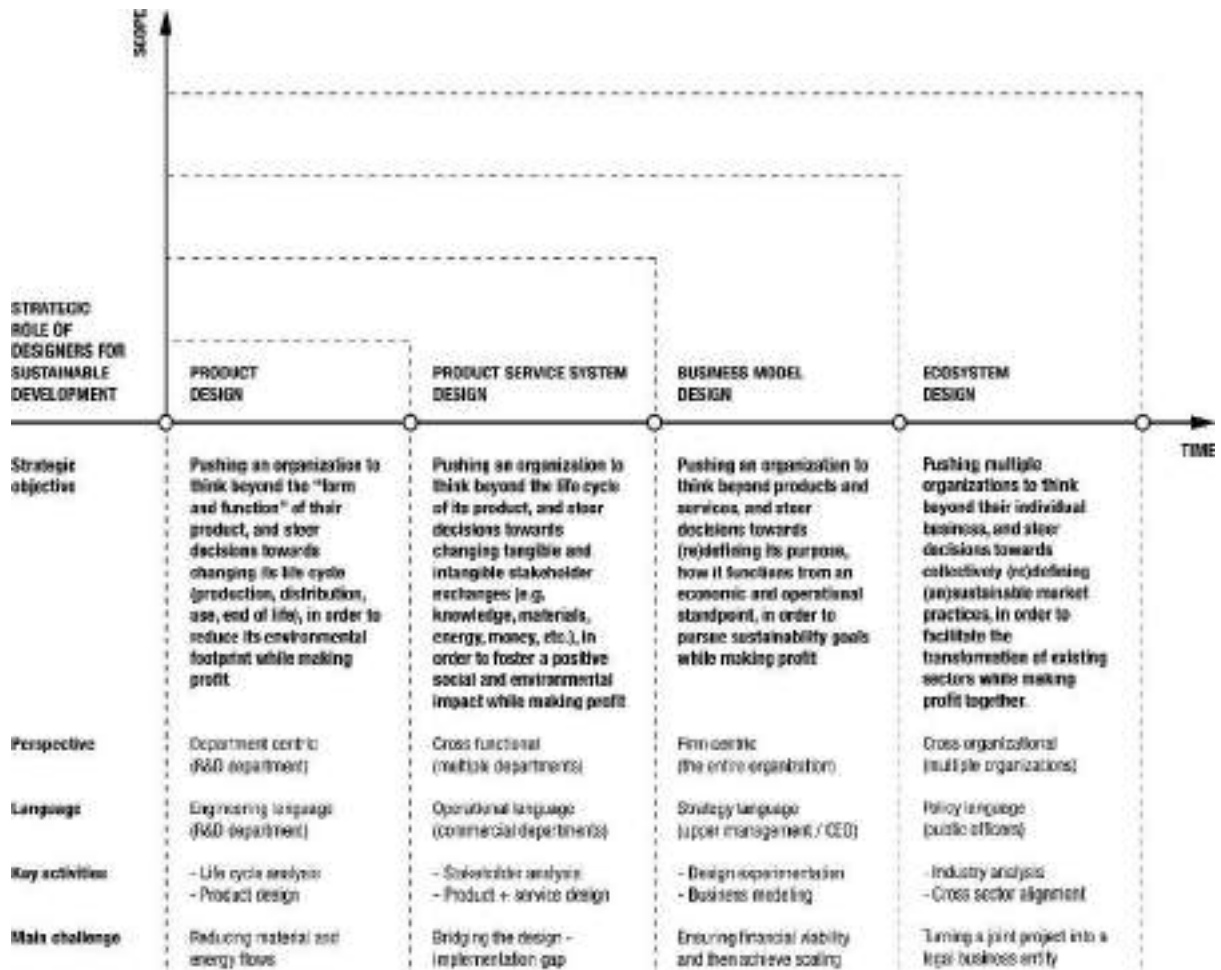 SCOPE
STRATEGIC
ROLE OF
DESIGNERS FOR
SUSTAINABLE
DEVELOPMENT
PRODUCT
DESIGN
PRODUCT SERVICE SYSTEM
DESIGN
BUSINESS MODEL
DESIGN
ECOSYSTEM
DESIGN
TIME
Strategic
objective
Pushing an organization to
think beyond the "form
and function" of their
product, and steer
decisions towards
changing its life cycle
(production, distribution,
use, end of life), in order to
reduce its environmental
footprint while making
profit
Pushing an organization to
think beyond the life cycle
of its product, and steer
decisions towards
changing tangible and
intangible stakeholder
exchanges (e.g.
knowledge, materials,
energy, money, etc.), in
order to foster a positive
social and environmental
impact while making profit
Pushing an organization to
think beyond products and
services, and steer
decisions towards
(re)defining its purpose,
how it functions from an
economic and operational
standpoint, in order to
pursue sustainability goals
while making profit
Pushing multiple
organizations to think
beyond their individual
business, and steer
decisions towards
collectively (re)defining
(un)sustainable market
practices, in order to
facilitate the
transformation of existing
sectors while making
profit together.
Perspective
Department centric
(R&D department)
Cross functional
(multiple departments)
Firm centric
(the entire organization)
Cross organizational
(multiple organizations)
Language
Engineering language
(R&D department)
Operational language
(commercial departments)
Strategy language
(upper management / CEO)
Policy language
(public officers)
Key activities
- Life cycle analysis
- Product design
- Stakeholder analysis
- Product + service design
- Design experimentation
- Business modeling
- Industry analysis
- Cross sector alignment
Main challenge
Reducing material and
energy flows
Bridging the design -
implementation gap
Ensuring financial viability
and then achieve scaling
Turning a joint project into a
legal business entity